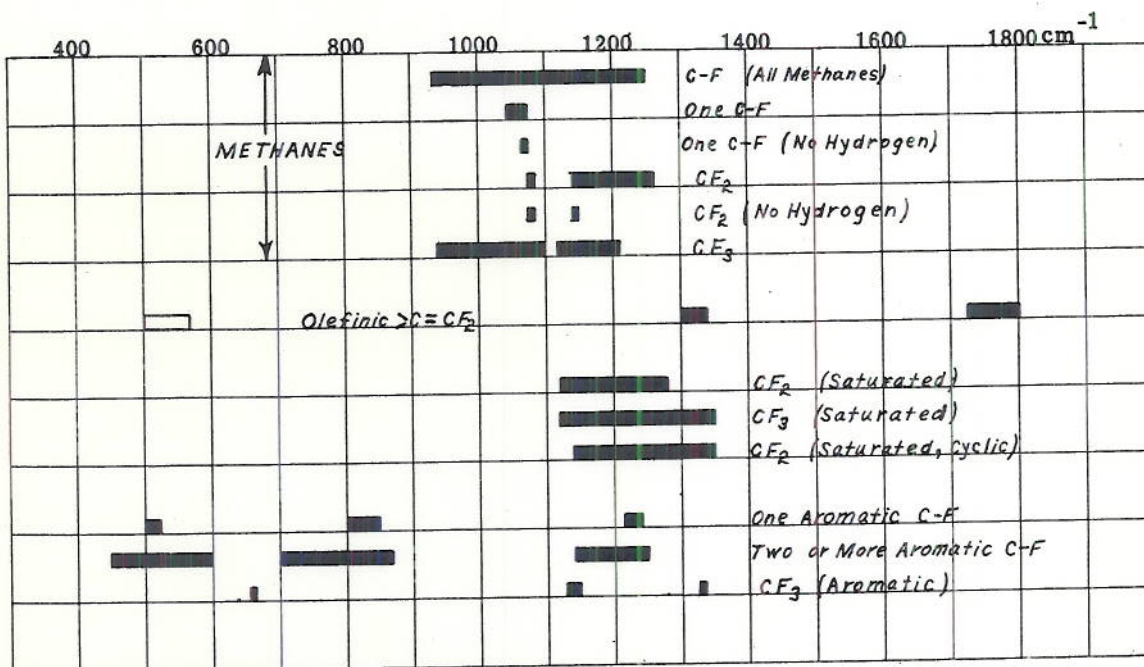 400 600 800 1000 1200 1400 1600 1800 cm-1
C-F (All Methanes)
One C-F
METHANES
One C-F (No Hydrogen)
CF2
CF2 (No Hydrogen)
CF3
Olefinic >C=CF2
CF2 (Saturated)
CF3 (Saturated)
CF2 (Saturated, Cyclic)
One Aromatic C-F
Two or More Aromatic C-F
CF3 (Aromatic)